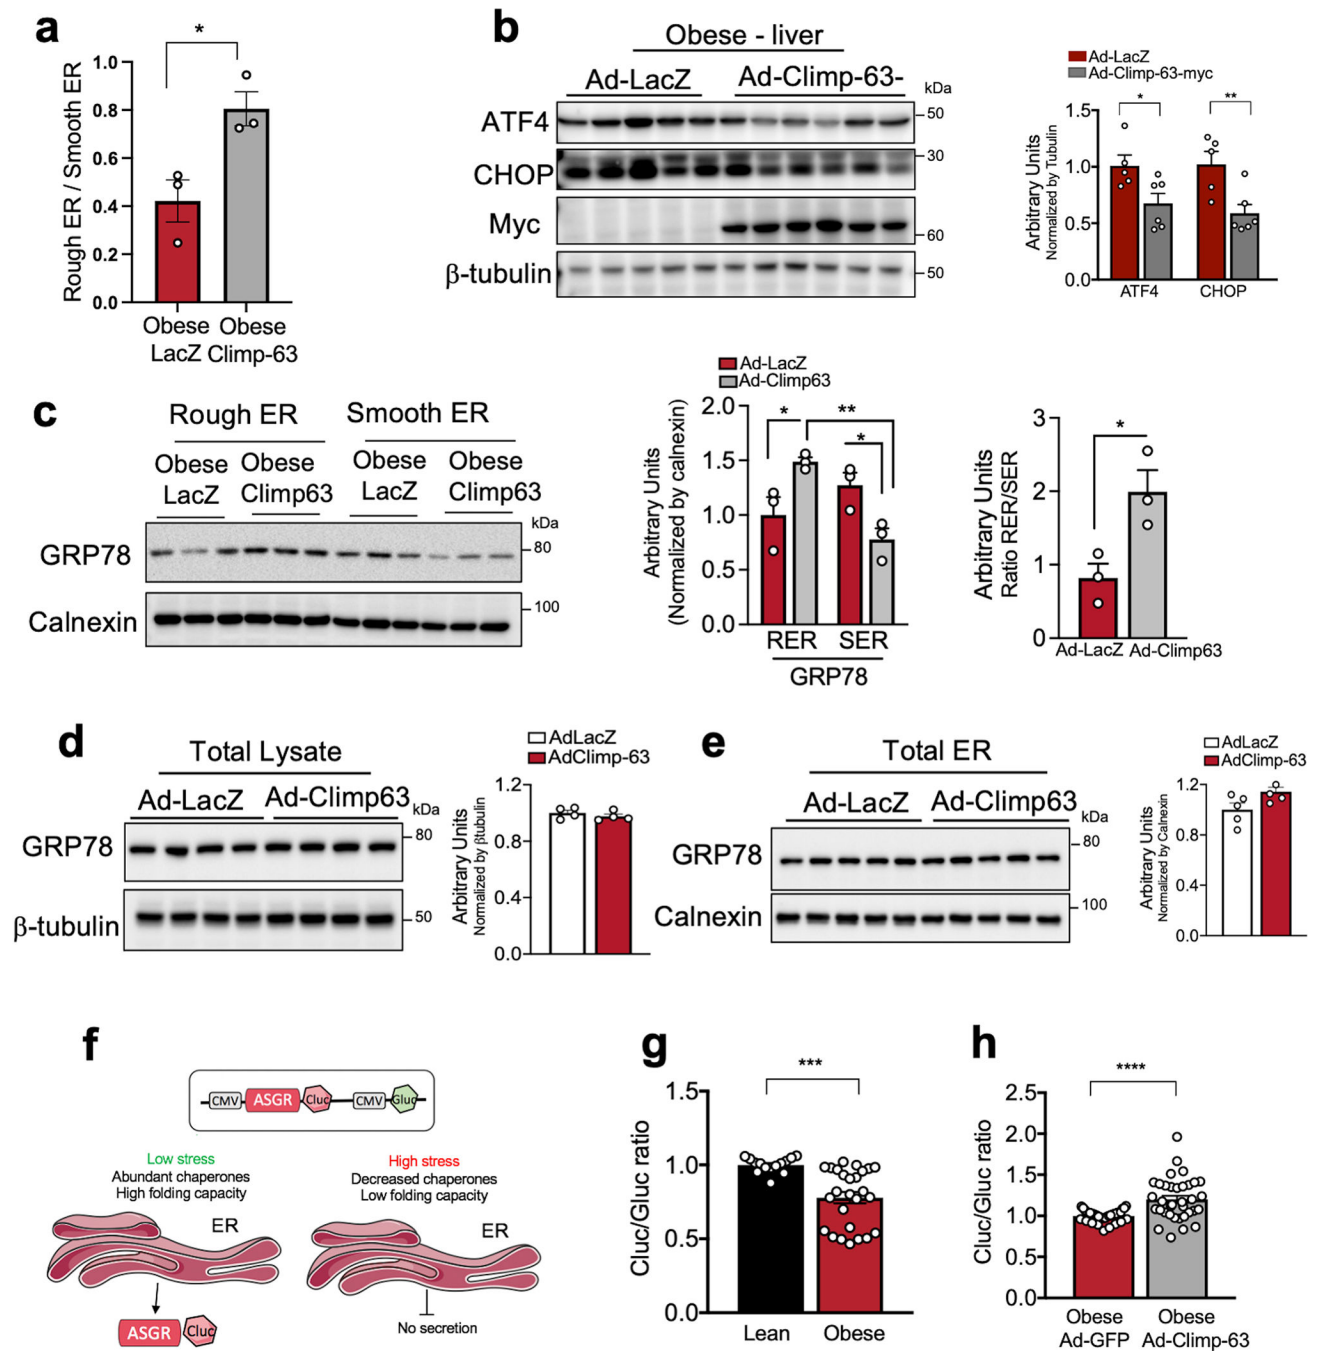 a
*
Rough ER / Smooth ER
1.0
0.8
0.6
0.4
0.2
0.0
Obese
LacZ
Obese
Climp-63
b
Obese - liver
Ad-LacZ
Ad-Climp-63-
kDa
ATF4
50
CHOP
30
Myc
60
β-tubulin
50
Ad-LacZ
Ad-Climp-63-myc
Arbitrary Units
Normalized by Tubulin
1.5
1.0
0.5
0.0
*
**
ATF4
CHOP
c
Rough ER
Smooth ER
Obese
LacZ
Obese
Climp63
Obese
LacZ
Obese
Climp63
kDa
GRP78
80
Calnexin
100
Ad-LacZ
Ad-Climp63
Arbitrary Units
(Normalized by calnexin)
2.0
1.5
1.0
0.5
0.0
*
**
*
RER
SER
GRP78
Arbitrary Units
Ratio RER/SER
3
2
1
0
*
Ad-LacZ
Ad-Climp63
d
Total Lysate
Ad-LacZ
Ad-Climp63
kDa
GRP78
80
β-tubulin
50
AdLacZ
AdClimp-63
Arbitrary Units
Normalized by βtubulin
1.2
0.8
0.4
0.0
e
Total ER
Ad-LacZ
Ad-Climp63
kDa
GRP78
80
Calnexin
100
AdLacZ
AdClimp-63
Arbitrary Units
Normalized by Calnexin
1.2
0.8
0.4
0.0
f
CMV
ASGR
Cluc
CMV
Gluc
Low stress
Abundant chaperones
High folding capacity
ER
ASGR
Cluc
High stress
Decreased chaperones
Low folding capacity
ER
No secretion
g
***
Cluc/Gluc ratio
1.5
1.0
0.5
0.0
Lean
Obese
h
****
Cluc/Gluc ratio
2.5
2.0
1.5
1.0
0.5
0.0
Obese
Ad-GFP
Obese
Ad-Climp-63